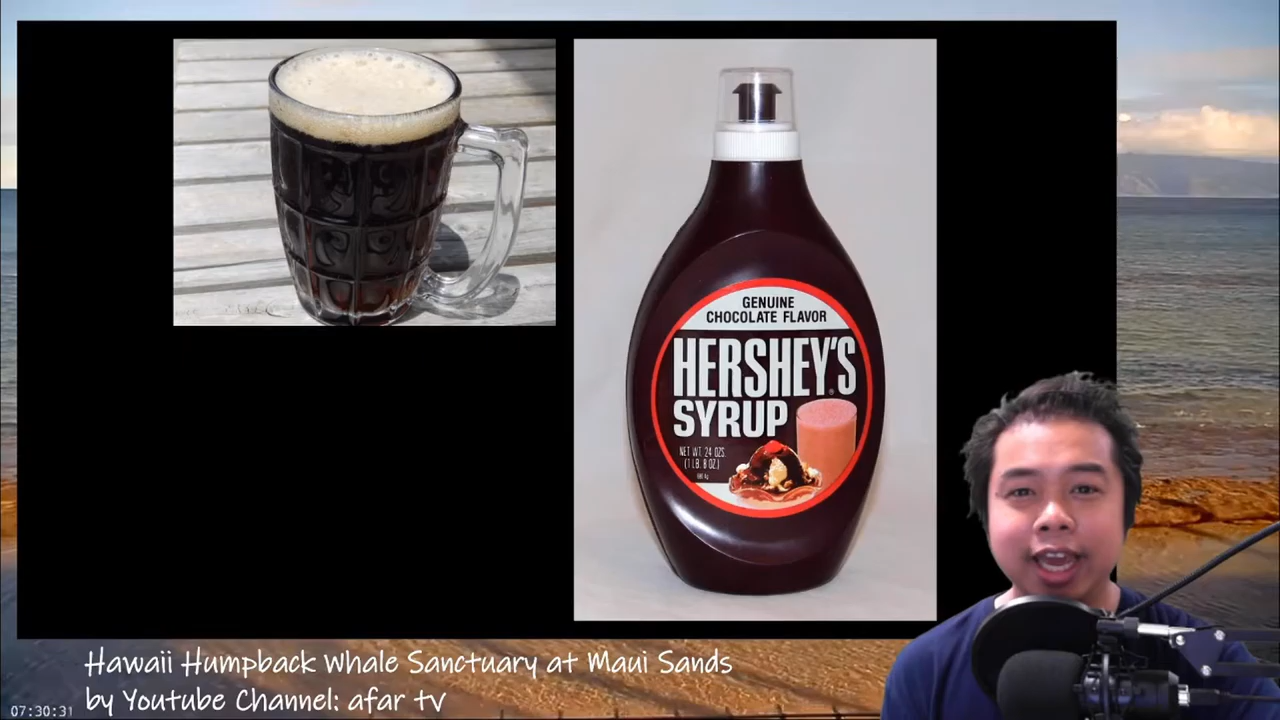 GENUINE
CHOCOLATE FLAVOR
HERSHEY'S
SYRUP
NET WT. 24 OZS.
(1 LB. 8 OZ.)
Hawaii Humpback Whale Sanctuary at Maui Sands
by Youtube Channel: afar tv
07:30:31